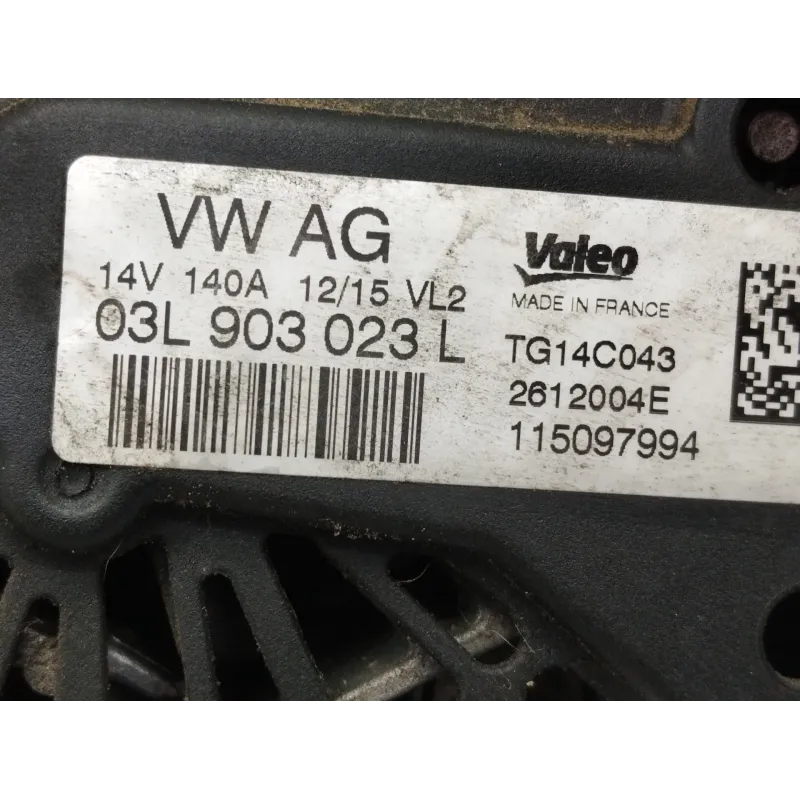 VW AG
14V 140A 12/15 VL2
03L 903 023 L
Valeo
MADE IN FRANCE
TG14C043
2612004E
115097994